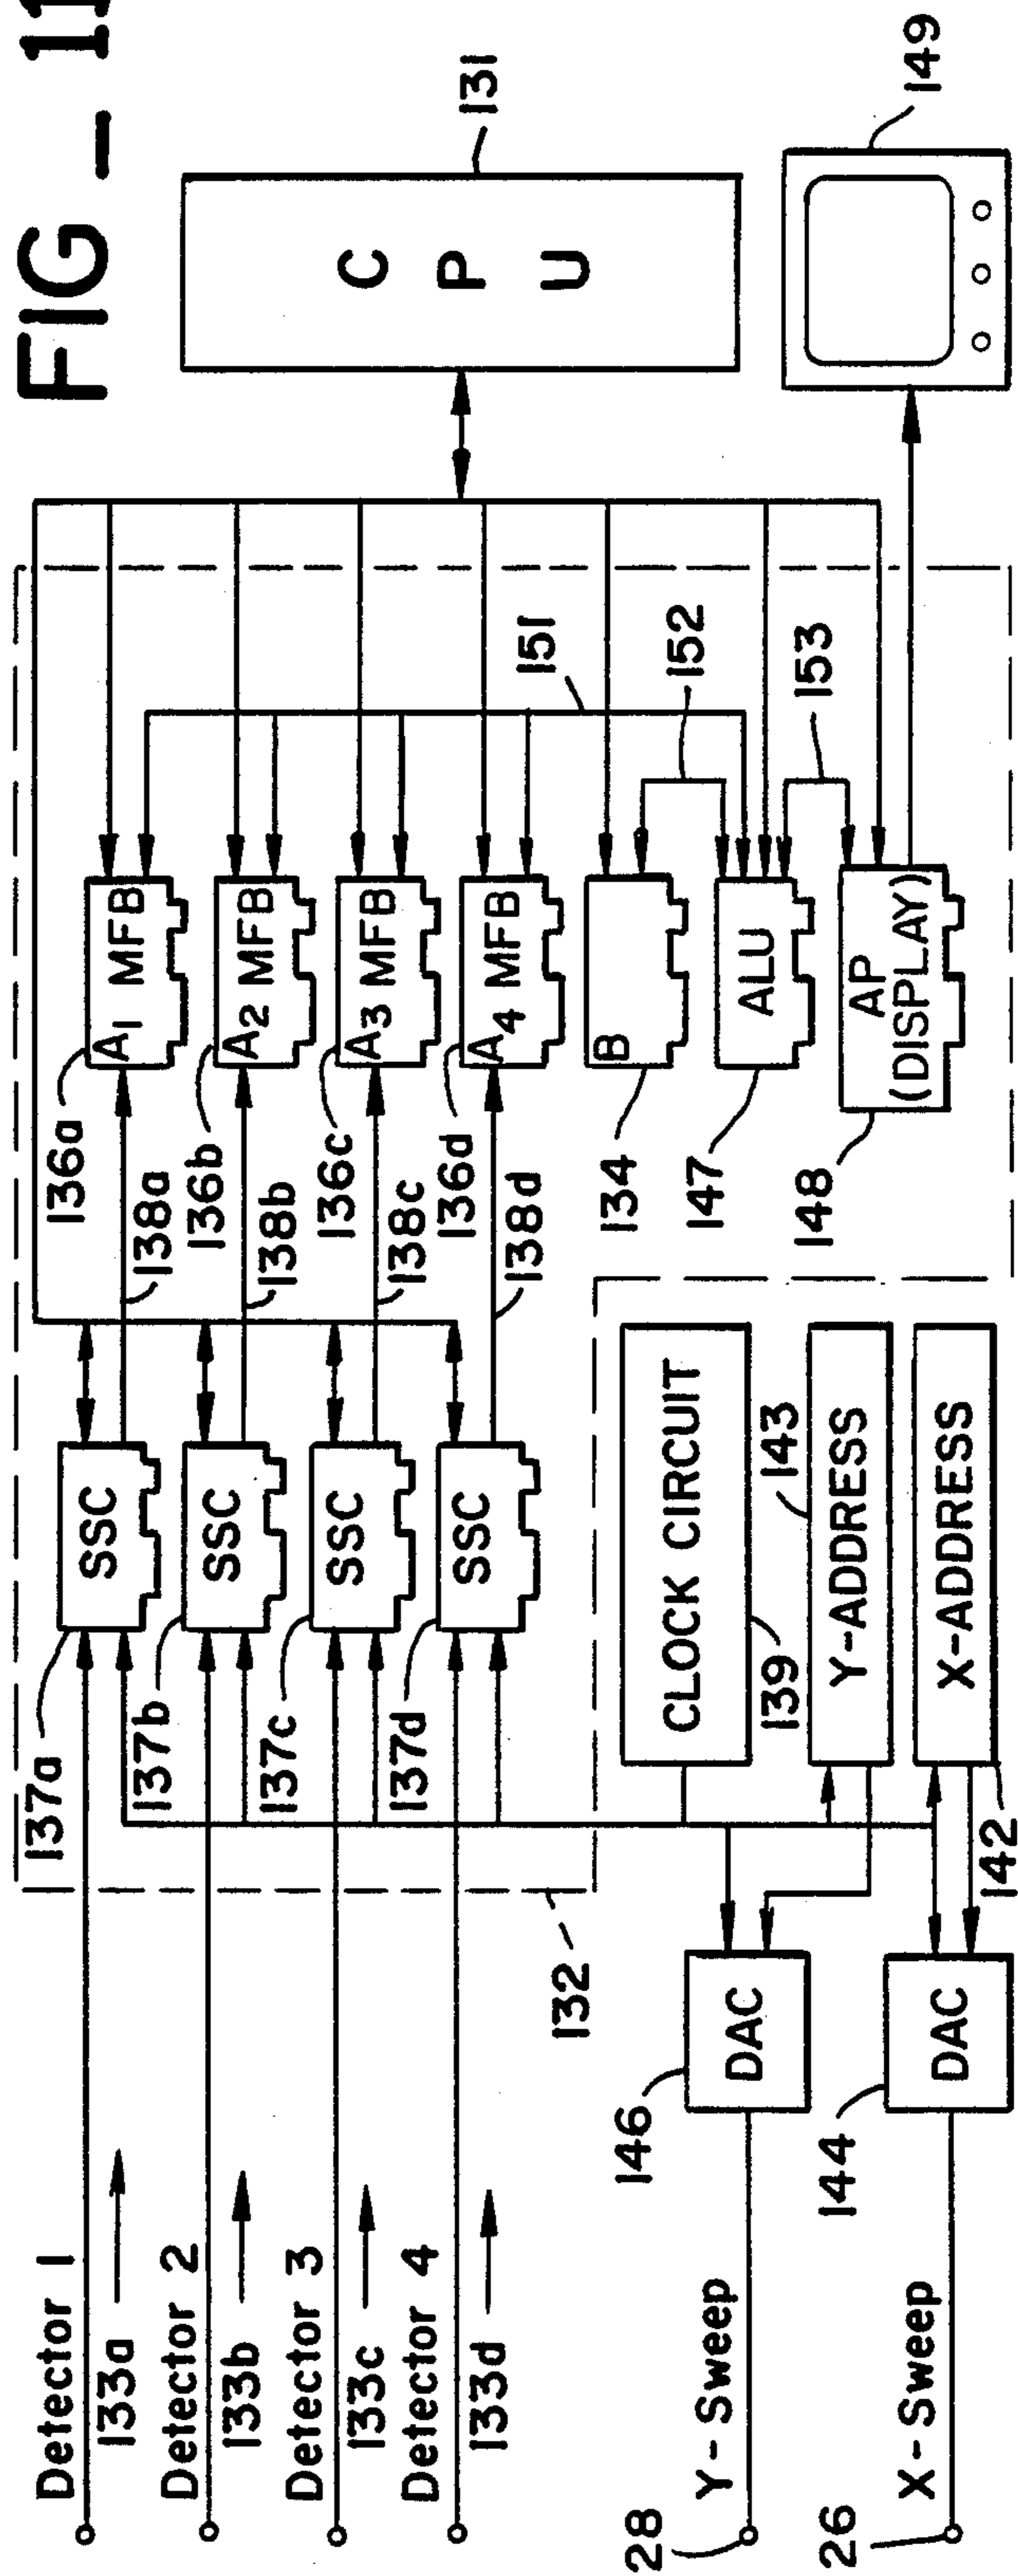 FIG - 11
Detector 1
133a
Detector 2
133b
Detector 3
133c
Detector 4
133d
137a
SSC
137b
SSC
137c
SSC
137d
SSC
138a
138b
138c
138d
136a
A1 MFB
136b
A2 MFB
136c
A3 MFB
136d
A4 MFB
134
B
147
ALU
148
AP
(DISPLAY)
151
152
153
CPU
131
149
132
CLOCK CIRCUIT
139
143
Y-ADDRESS
X-ADDRESS
142
146
DAC
144
DAC
Y-Sweep
28
X-Sweep
26